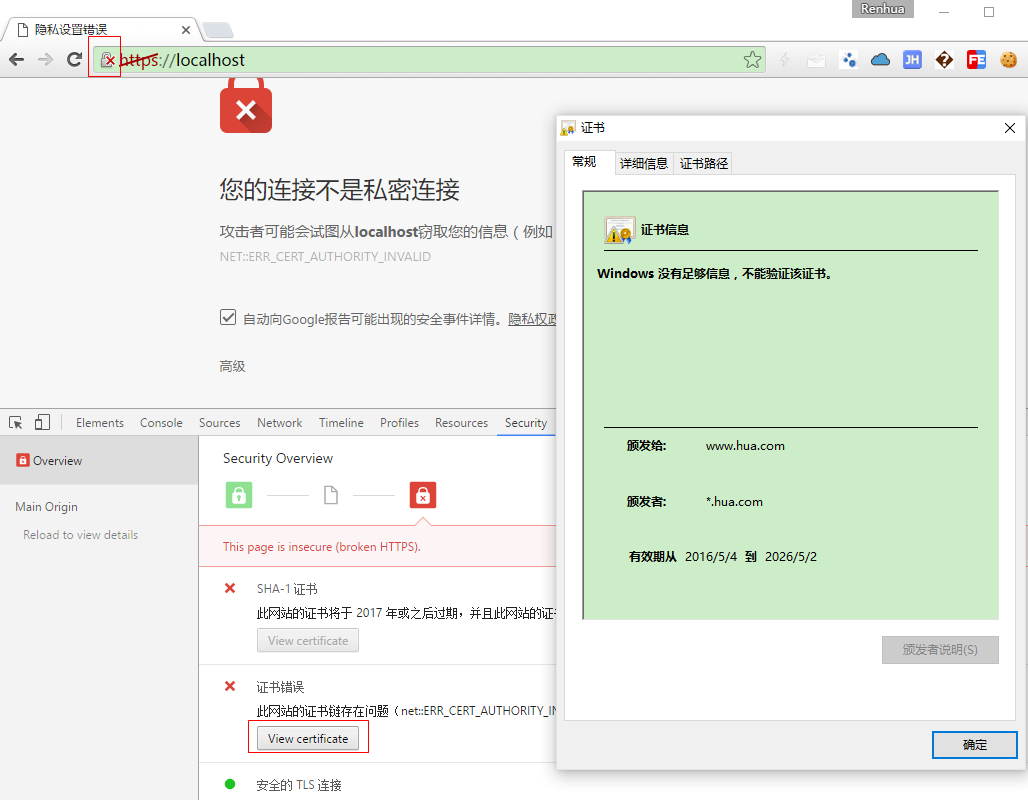 Renhua
隐私设置错误
https://localhost
JH
FE
您的连接不是私密连接
攻击者可能会试图从localhost窃取您的信息（例如
NET::ERR_CERT_AUTHORITY_INVALID
自动向Google报告可能出现的安全事件详情。隐私权政
高级
Elements Console Sources Network Timeline Profiles Resources Security
Overview
Main Origin
Reload to view details
Security Overview
This page is insecure (broken HTTPS).
SHA-1 证书
此网站的证书将于 2017 年或之后过期，并且此网站的证书
View certificate
证书错误
此网站的证书链存在问题（net::ERR_CERT_AUTHORITY_IN
View certificate
安全的 TLS 连接
证书
常规 详细信息 证书路径
证书信息
Windows 没有足够信息，不能验证该证书。
颁发给: www.hua.com
颁发者: *.hua.com
有效期从 2016/5/4 到 2026/5/2
颁发者说明(S)
确定